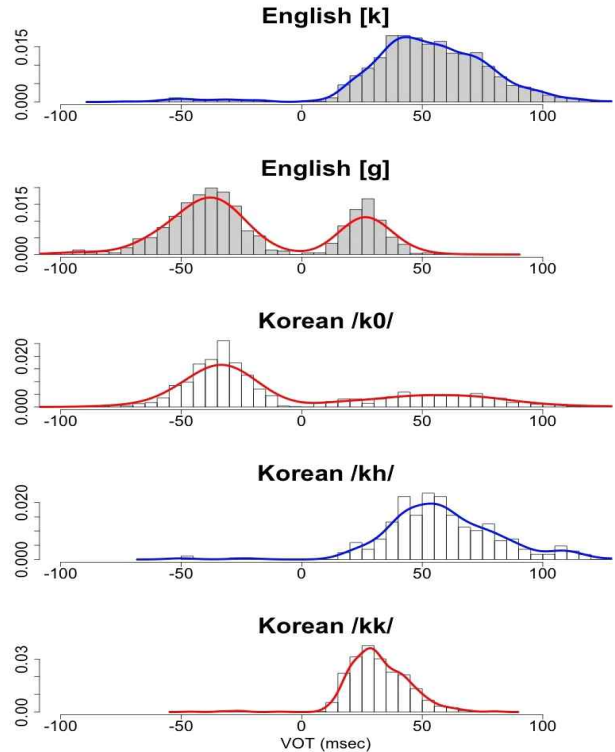 English [k]
0.000 0.015
-100 -50 0 50 100
English [g]
0.000 0.015
-100 -50 0 50 100
Korean /k0/
0.000 0.020
-100 -50 0 50 100
Korean /kh/
0.000 0.020
-100 -50 0 50 100
Korean /kk/
0.00 0.03
-100 -50 0 50 100
VOT (msec)